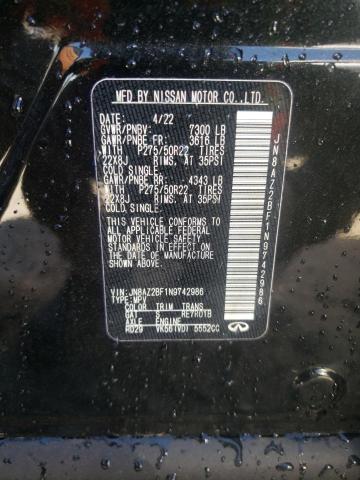 MFD BY NISSAN MOTOR CO.,LTD.
DATE: 4/22
GVWR/PNBV: 7300 LB
GAWR/PNBE FR: 3616 LB
WITH P275/50R22 TIRES
22X8J RIMS, AT 35PSI
COLD SINGLE
GAWR/PNBE RR: 4343 LB
WITH P275/50R22 TIRES
22X8J RIMS, AT 35PSI
COLD SINGLE
THIS VEHICLE CONFORMS
TO ALL APPLICABLE FEDERAL
MOTOR VEHICLE SAFETY
STANDARDS IN EFFECT ON
THE DATE OF MANUFACTURE
SHOWN ABOVE.
VIN: JN8AZ2BF1N9742986
TYPE: MPV
COLOR TRIM TRANS
GAT S RE7R01B
AXLE ENGINE
RD29 VK56(VD) 5552CC
INFINITI
JN8AZ2BF1N9742986